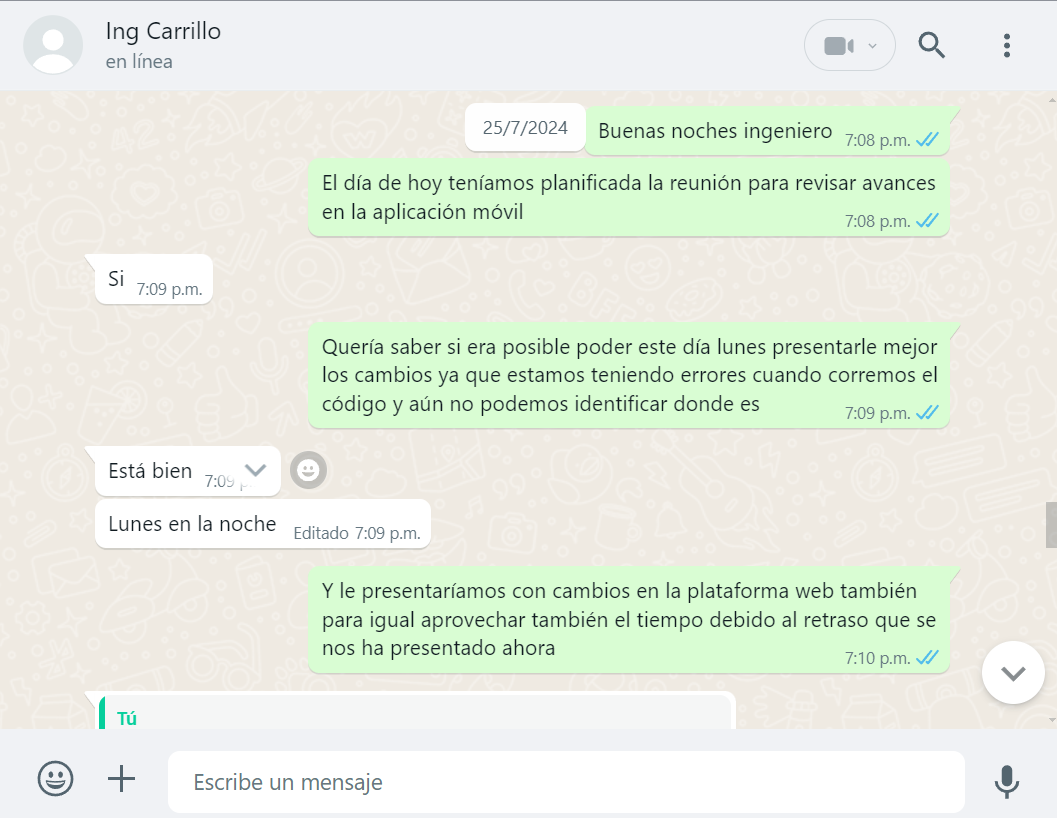 Ing Carrillo
en línea
25/7/2024
Buenas noches ingeniero 7:08 p.m.
El día de hoy teníamos planificada la reunión para revisar avances
en la aplicación móvil
7:08 p.m.
Si 7:09 p.m.
Quería saber si era posible poder este día lunes presentarle mejor
los cambios ya que estamos teniendo errores cuando corremos el
código y aún no podemos identificar donde es
7:09 p.m.
Está bien 7:09 p.
Lunes en la noche Editado 7:09 p.m.
Y le presentaríamos con cambios en la plataforma web también
para igual aprovechar también el tiempo debido al retraso que se
nos ha presentado ahora
7:10 p.m.
Tú
Escribe un mensaje